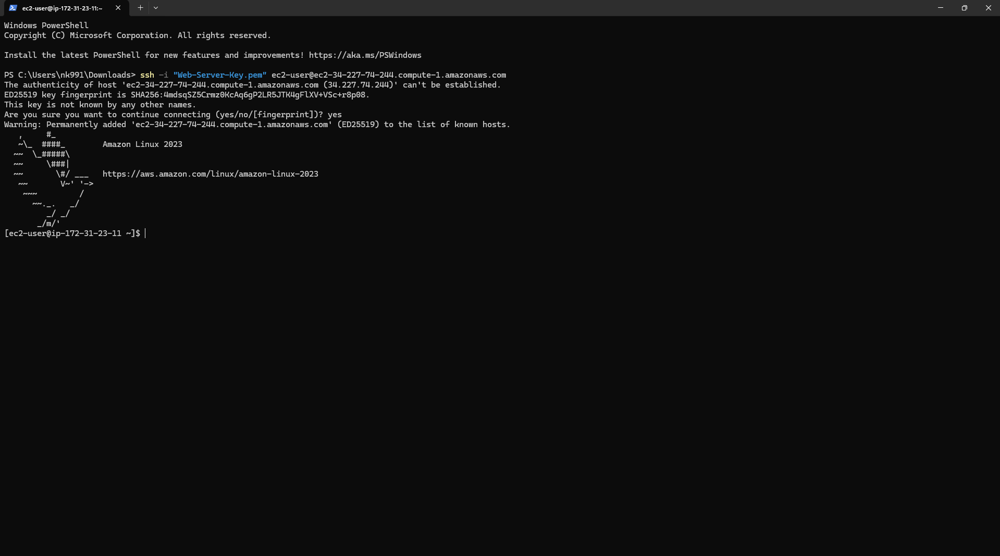 ec2-user@ip-172-31-23-11:~
Windows PowerShell
Copyright (C) Microsoft Corporation. All rights reserved.
Install the latest PowerShell for new features and improvements! https://aka.ms/PSWindows
PS C:\Users\nk991\Downloads> ssh -i "Web-Server-Key.pem" ec2-user@ec2-34-227-74-244.compute-1.amazonaws.com
The authenticity of host 'ec2-34-227-74-244.compute-1.amazonaws.com (34.227.74.244)' can't be established.
ED25519 key fingerprint is SHA256:4mdsqSZ5Crmz0KcAq6gP2LR5JTK4gFlXV+VSc+r8p08.
This key is not known by any other names.
Are you sure you want to continue connecting (yes/no/[fingerprint])? yes
Warning: Permanently added 'ec2-34-227-74-244.compute-1.amazonaws.com' (ED25519) to the list of known hosts.
   ,     #_
   ~\_  ####_        Amazon Linux 2023
  ~~  \_#####\
  ~~     \###|
  ~~       \#/ ___   https://aws.amazon.com/linux/amazon-linux-2023
   ~~       V~' '->
    ~~~         /
      ~~._.   _/
         _/ _/
       _/m/'
[ec2-user@ip-172-31-23-11 ~]$